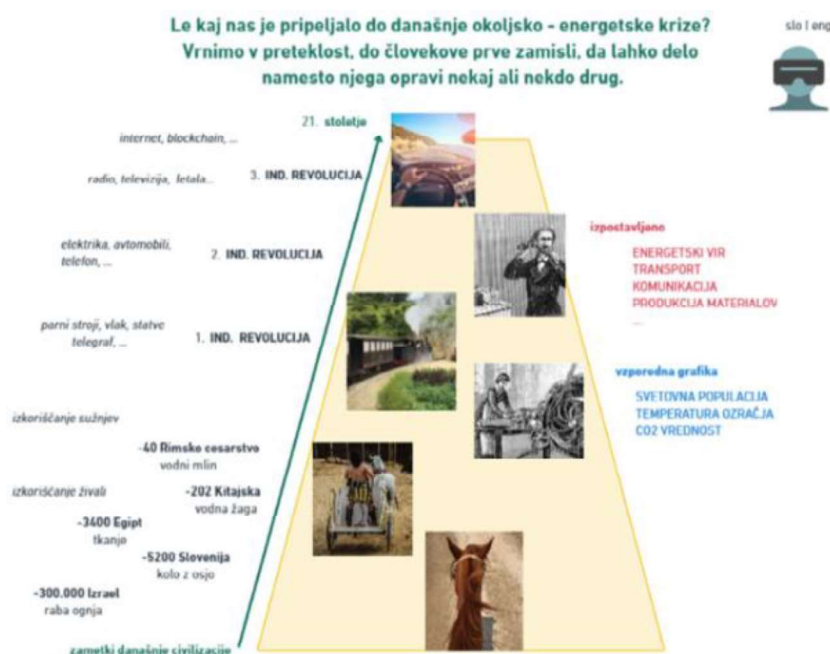 Le kaj nas je pripeljalo do današnje okoljsko - energetske krize?
Vrnimo v preteklost, do človekove prve zamisli, da lahko delo
namesto njega opravi nekaj ali nekdo drug.
slo | eng
21. stoletje
internet, blockchain, ...
3. IND. REVOLUCIJA
radio, televizija, letala...
elektrika, avtomobili,
telefon, ...
2. IND. REVOLUCIJA
parni stroji, vlak, statve
telegraf, ...
1. IND. REVOLUCIJA
izpostavljeno
ENERGETSKI VIR
TRANSPORT
KOMUNIKACIJA
PRODUKCIJA MATERIALOV
...
vzporedna grafika
SVETOVNA POPULACIJA
TEMPERATURA OZRAČJA
CO2 VREDNOST
izkoriščanje sužnjev
-40 Rimsko cesarstvo
vodni mlin
izkoriščanje živali
-202 Kitajska
vodna žaga
-3400 Egipt
tkanje
-5200 Slovenija
kolo z osjo
-300.000 Izrael
raba ognja
zametki današnje civilizacije